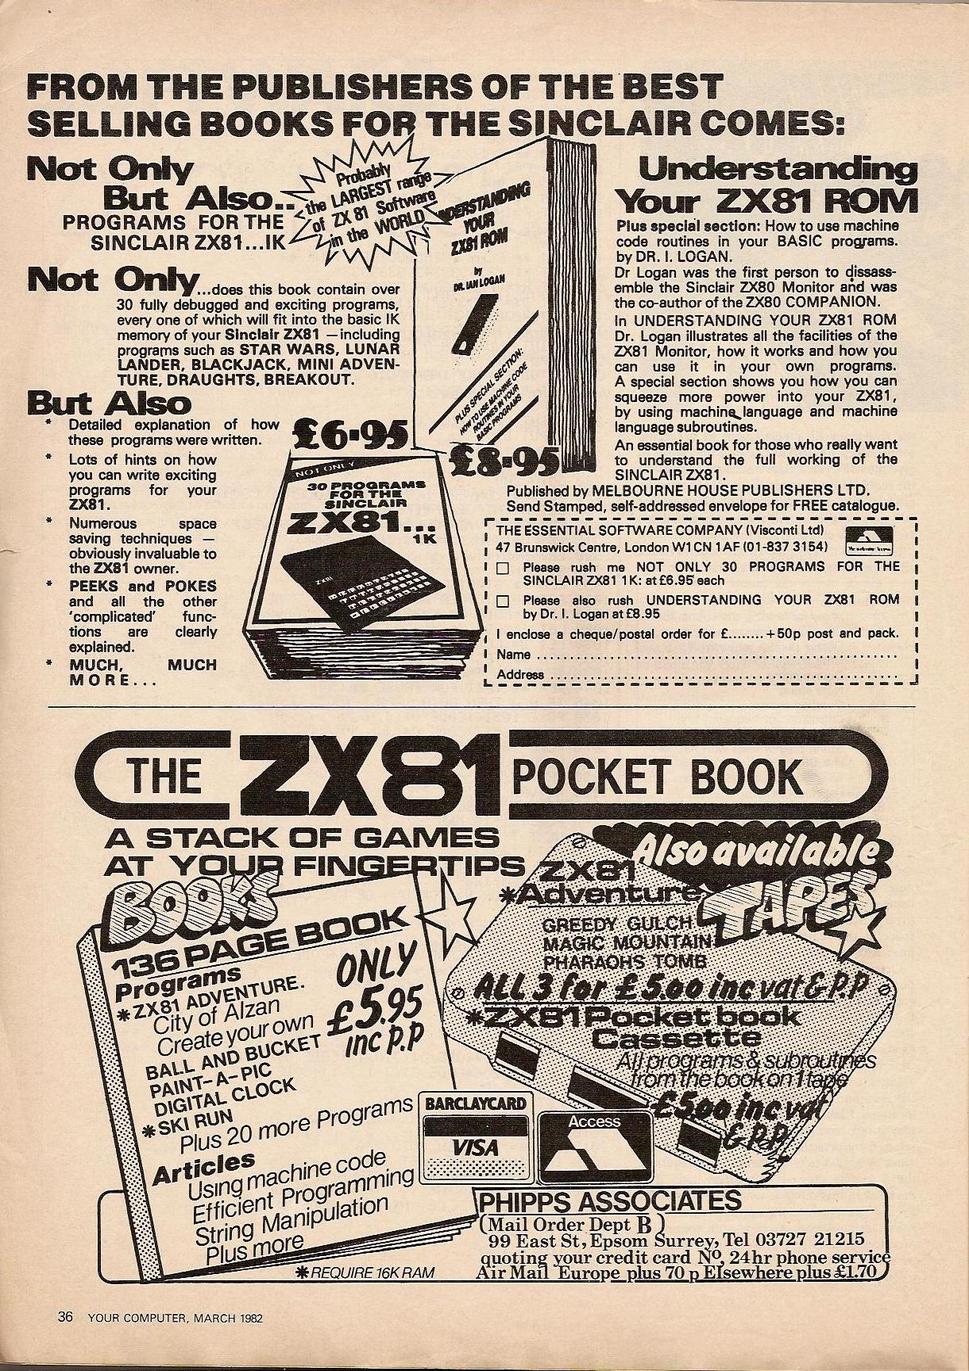 FROM THE PUBLISHERS OF THE BEST
SELLING BOOKS FOR THE SINCLAIR COMES:
Not Only
But Also..
PROGRAMS FOR THE
SINCLAIR ZX81...IK
Probably
the LARGEST range
of ZX 81 Software
in the WORLD
Not Only...does this book contain over
30 fully debugged and exciting programs,
every one of which will fit into the basic IK
memory of your Sinclair ZX81 — including
programs such as STAR WARS, LUNAR
LANDER, BLACKJACK, MINI ADVEN-
TURE, DRAUGHTS, BREAKOUT.
But Also
* Detailed explanation of how
these programs were written.
* Lots of hints on how
you can write exciting
programs for your
ZX81.
* Numerous space
saving techniques —
obviously invaluable to
the ZX81 owner.
* PEEKS and POKES
and all the other
'complicated' func-
tions are clearly
explained.
* MUCH, MUCH
MORE...
£6·95
NOT ONLY
30 PROGRAMS
FOR THE
SINCLAIR
ZX81...
1K
ZX81
UNDERSTANDING
YOUR
ZX81 ROM
by
DR. IAN LOGAN
PLUS SPECIAL SECTION:
HOW TO USE MACHINE CODE
ROUTINES IN YOUR
BASIC PROGRAMS
£8·95
Understanding
Your ZX81 ROM
Plus special section: How to use machine
code routines in your BASIC programs.
by DR. I. LOGAN.
Dr Logan was the first person to dissass-
emble the Sinclair ZX80 Monitor and was
the co-author of the ZX80 COMPANION.
In UNDERSTANDING YOUR ZX81 ROM
Dr. Logan illustrates all the facilities of the
ZX81 Monitor, how it works and how you
can use it in your own programs.
A special section shows you how you can
squeeze more power into your ZX81,
by using machine language and machine
language subroutines.
An essential book for those who really want
to understand the full working of the
SINCLAIR ZX81.
Published by MELBOURNE HOUSE PUBLISHERS LTD.
Send Stamped, self-addressed envelope for FREE catalogue.
THE ESSENTIAL SOFTWARE COMPANY (Visconti Ltd)
47 Brunswick Centre, London W1CN 1AF (01-837 3154)
Please rush me NOT ONLY 30 PROGRAMS FOR THE
SINCLAIR ZX81 1K: at £6.95 each
Please also rush UNDERSTANDING YOUR ZX81 ROM
by Dr. I. Logan at £8.95
I enclose a cheque/postal order for £........+50p post and pack.
Name ................................................
Address ................................................
THE ZX81 POCKET BOOK
A STACK OF GAMES
AT YOUR FINGERTIPS
BOOKS
136 PAGE BOOK
Programs
*ZX81 ADVENTURE.
City of Alzan
Create your own
BALL AND BUCKET
PAINT-A-PIC
DIGITAL CLOCK
*SKI RUN
Plus 20 more Programs
ONLY
£5.95
inc P.P
Articles
Using machine code
Efficient Programming
String Manipulation
Plus more
*REQUIRE 16K RAM
Also available
TAPES
ZX81
*Adventure
GREEDY GULCH
MAGIC MOUNTAIN
PHARAOHS TOMB
ALL 3 for £5.00 inc vat & P.P
*ZX81 Pocket book
Cassette
All programs & subroutines
from the book on 1 tape
£5.00 inc vat
& P.P.
BARCLAYCARD
VISA
Access
PHIPPS ASSOCIATES
(Mail Order Dept B )
99 East St, Epsom Surrey, Tel 03727 21215
quoting your credit card Nº, 24hr phone service
Air Mail Europe plus 70 p Elsewhere plus £1.70
36 YOUR COMPUTER, MARCH 1982